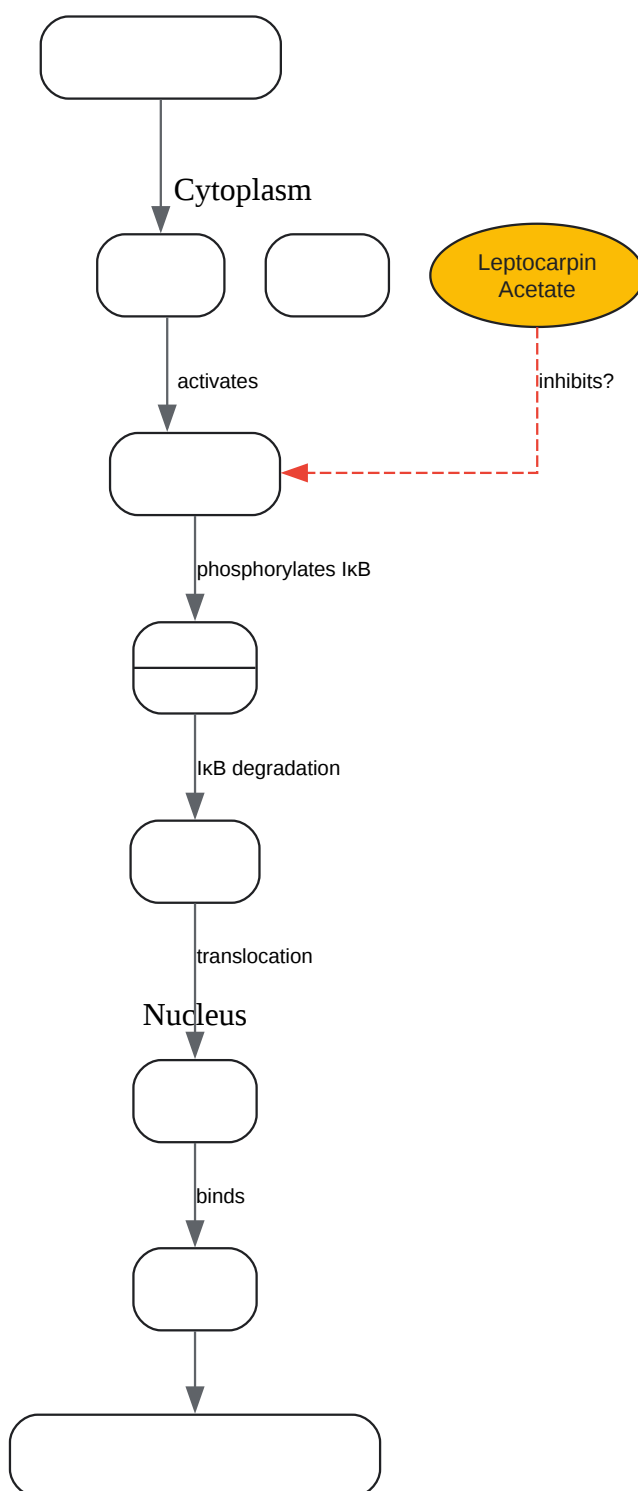 Cytoplasm
Leptocarpin
Acetate
activates
inhibits?
phosphorylates IκB
IκB degradation
translocation
Nucleus
binds